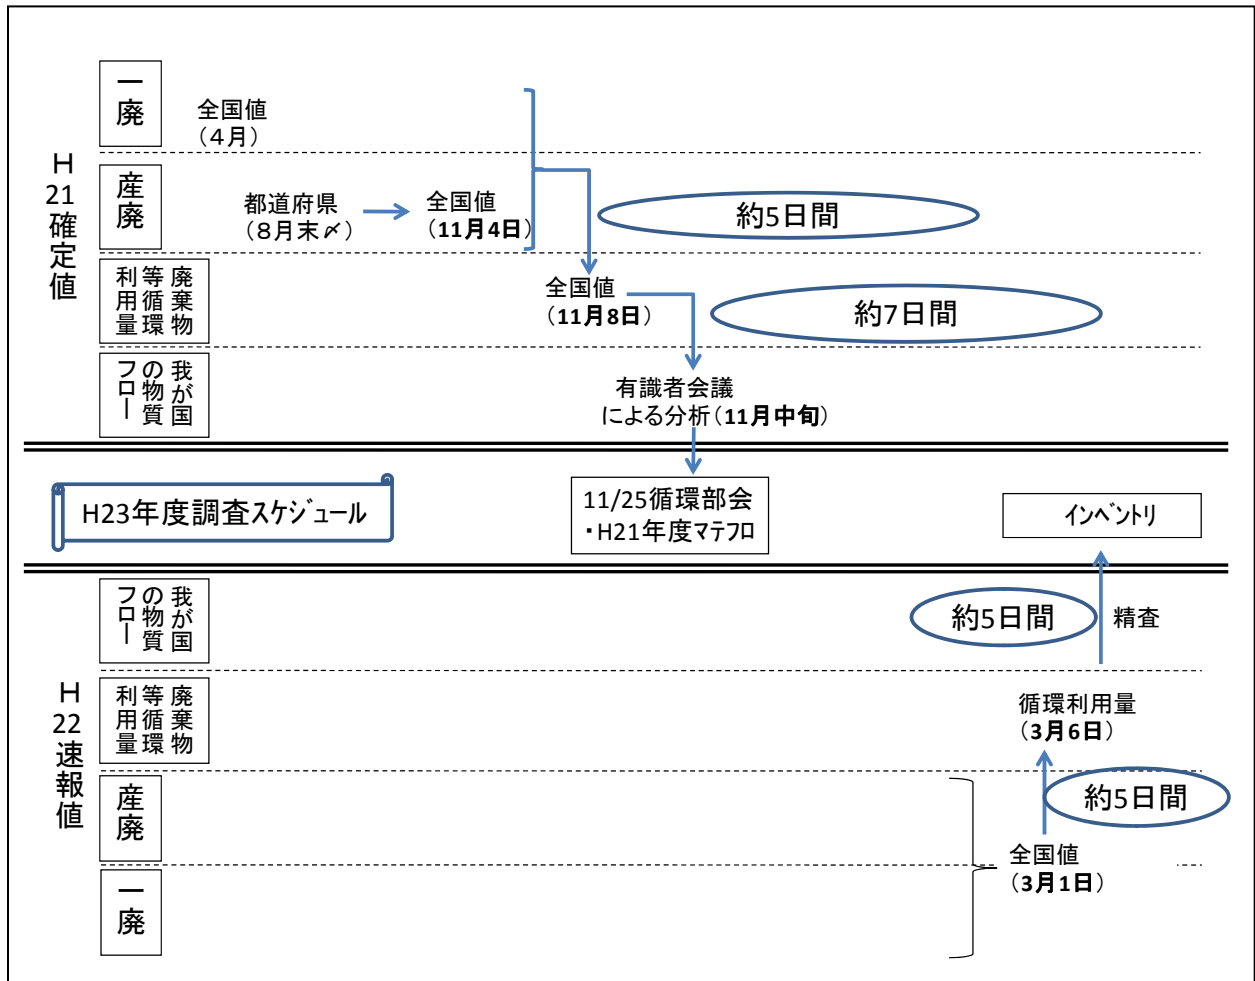 H21確定値
一廃
全国値
（４月）
産廃
都道府県
（８月末〆）
全国値
（11月4日）
約5日間
廃棄物
等循環
利用量
全国値
（11月8日）
約7日間
我が国
の物質
フロー
有識者会議
による分析（11月中旬）
H23年度調査スケジュール
11/25循環部会
・H21年度マテフロ
インベントリ
H22速報値
我が国
の物質
フロー
約5日間
精査
廃棄物
等循環
利用量
循環利用量
（3月6日）
産廃
約5日間
全国値
（3月1日）
一廃